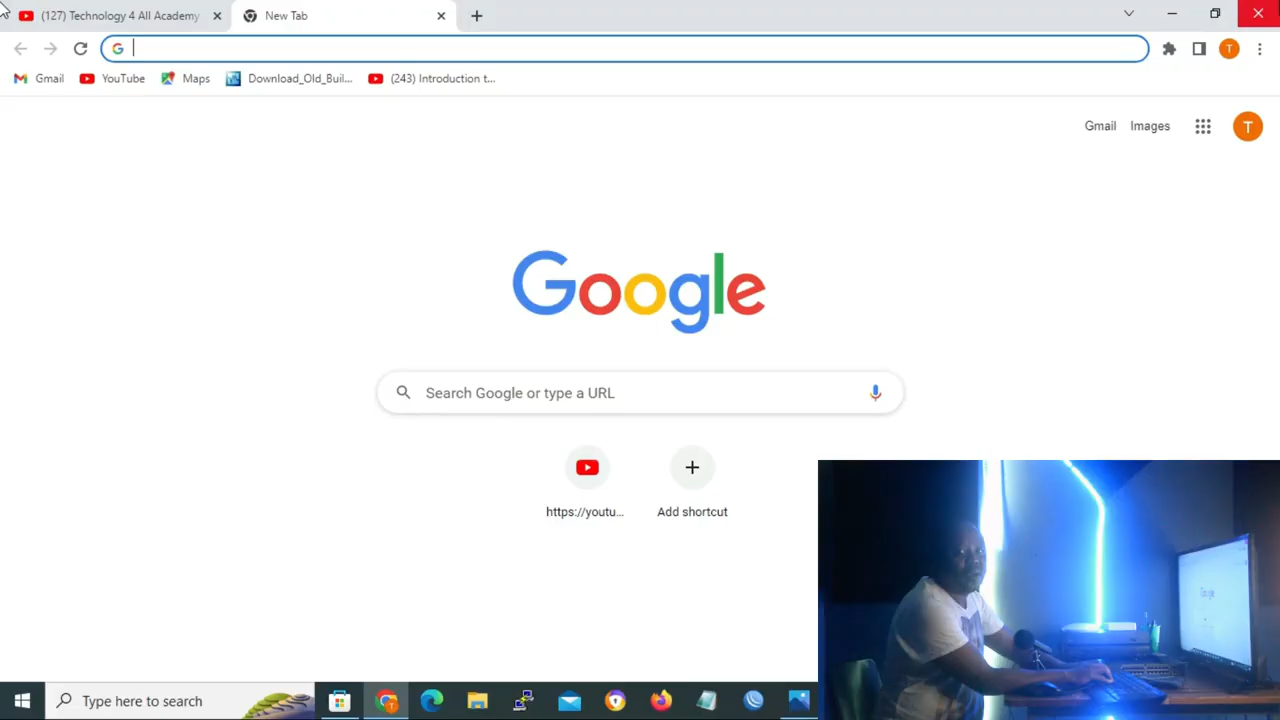 (127) Technology 4 All Academy
New Tab
Gmail
YouTube
Maps
Download_Old_Buil...
(243) Introduction t...
Gmail
Images
T
T
Google
Search Google or type a URL
https://youtu...
Add shortcut
Google
Type here to search